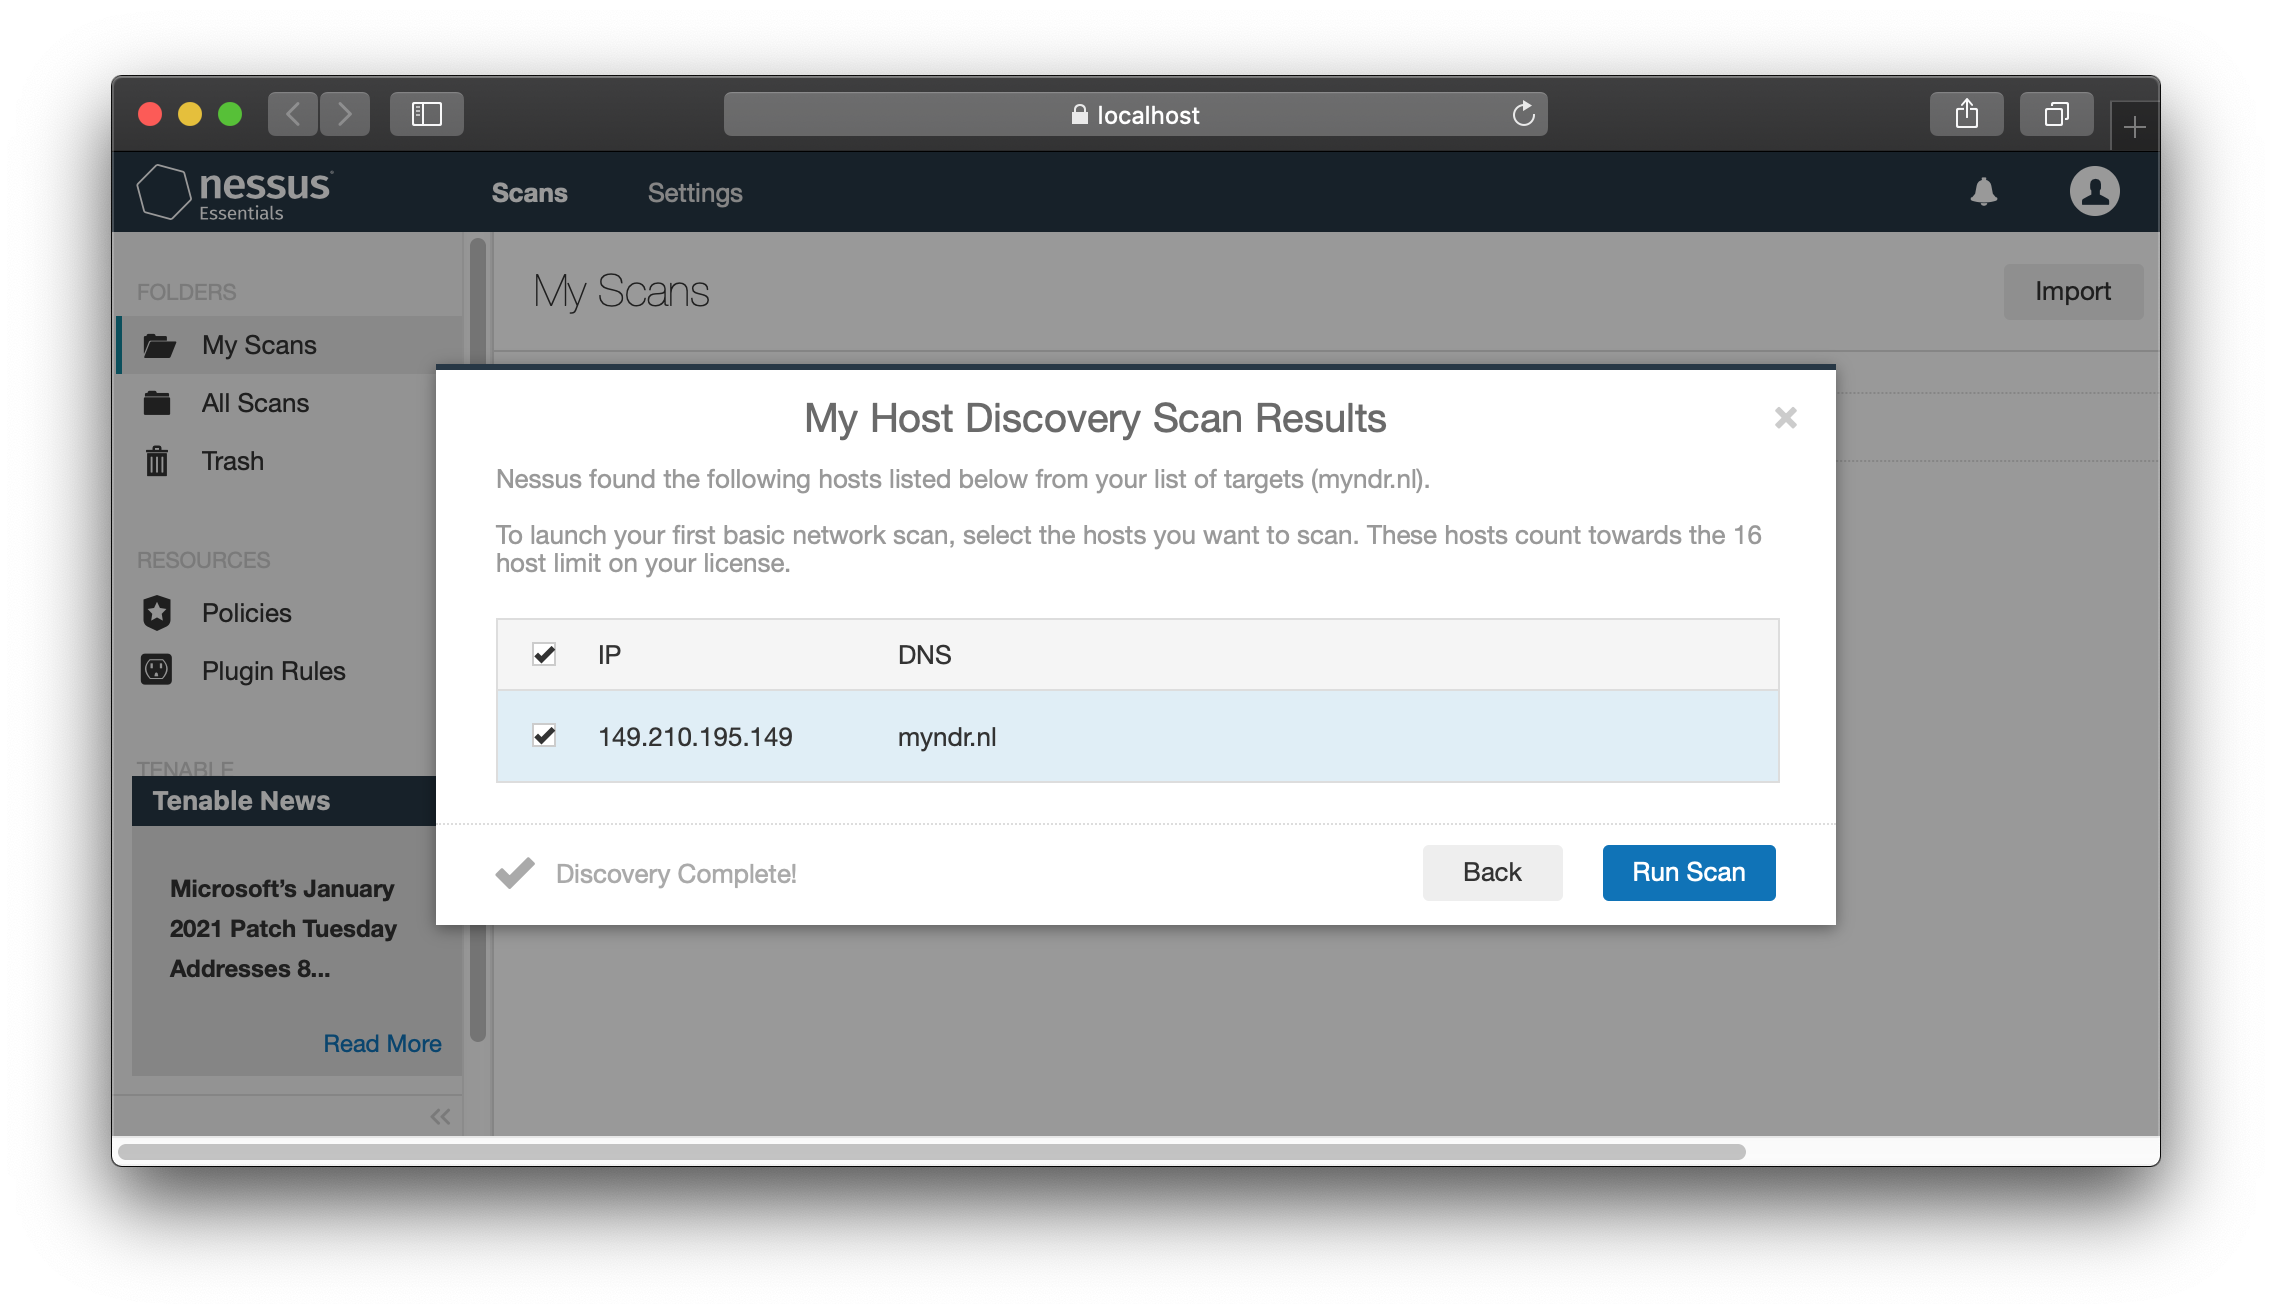 localhost
nessus
Essentials
Scans
Settings
FOLDERS
My Scans
All Scans
Trash
RESOURCES
Policies
Plugin Rules
TENABLE
Tenable News
Microsoft's January
2021 Patch Tuesday
Addresses 8...
Read More
My Scans
Import
My Host Discovery Scan Results
Nessus found the following hosts listed below from your list of targets (myndr.nl).
To launch your first basic network scan, select the hosts you want to scan. These hosts count towards the 16
host limit on your license.
IP DNS
149.210.195.149 myndr.nl
Discovery Complete!
Back
Run Scan